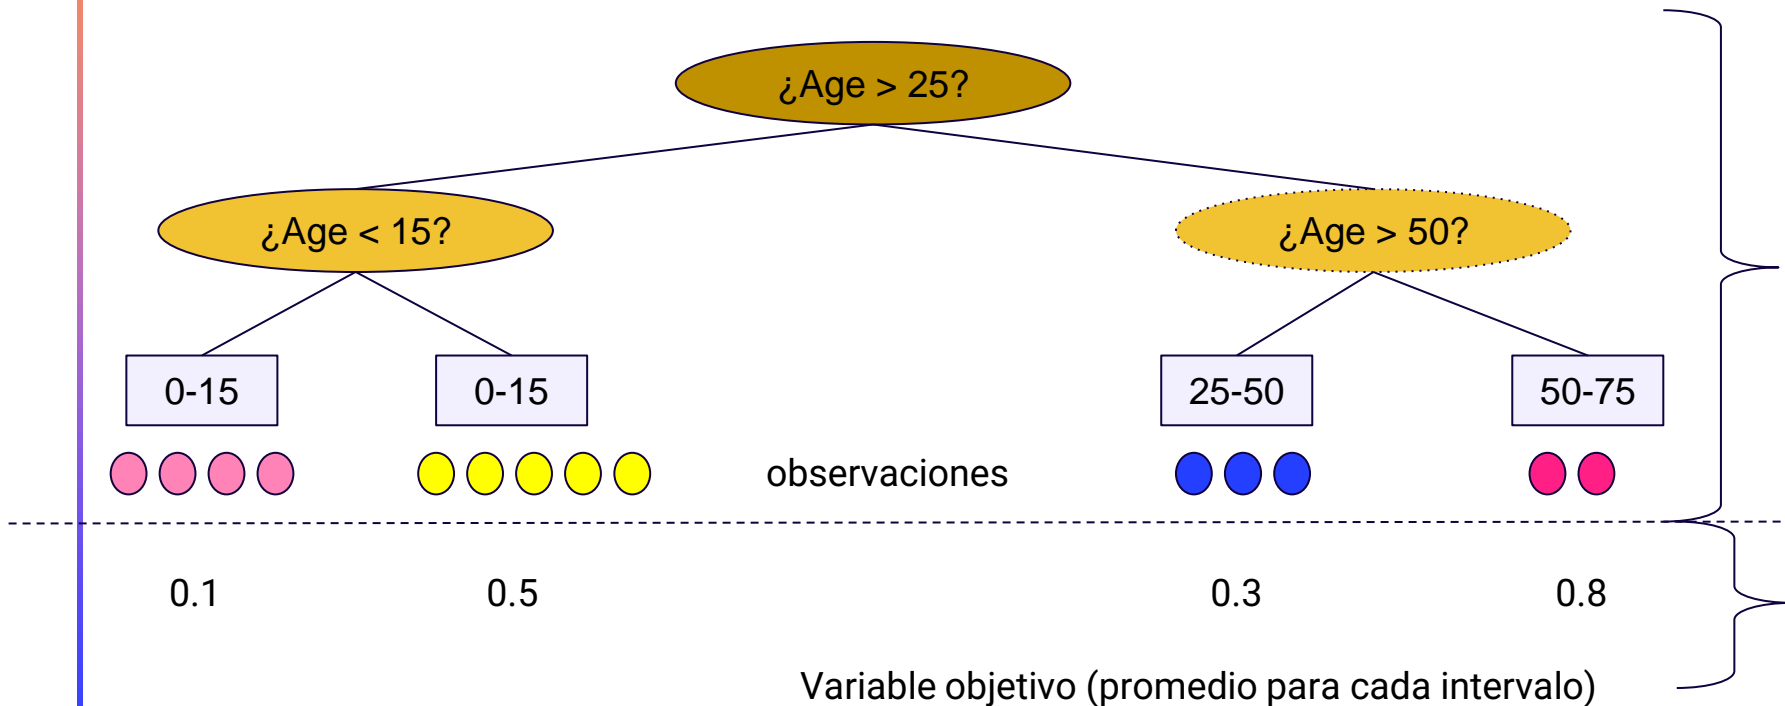 ¿Age > 25?
¿Age < 15?
¿Age > 50?
0-15
0-15
25-50
50-75
observaciones
0.1
0.5
0.3
0.8
Variable objetivo (promedio para cada intervalo)